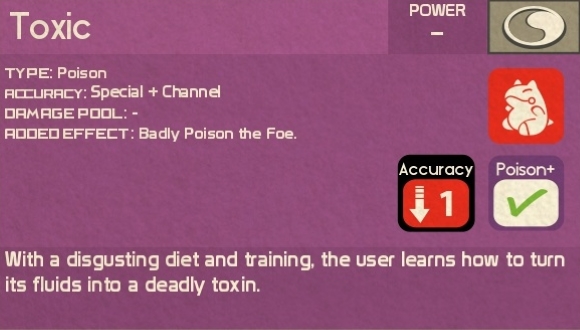 Toxic
POWER
–
TYPE: Poison
ACCURACY: Special + Channel
DAMAGE POOL: -
ADDED EFFECT: Badly Poison the Foe.
Accuracy
1
Poison+
With a disgusting diet and training, the user learns how to turn
its fluids into a deadly toxin.